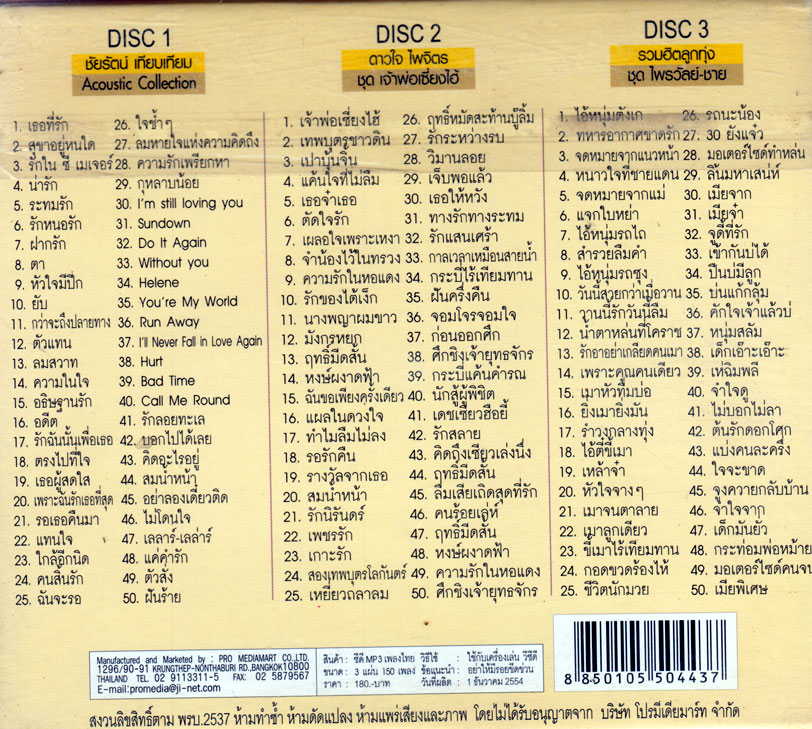 DISC 1
ชัยรัตน์ เทียบเทียม
Acoustic Collection
1. เธอที่รัก
2. สุขาอยู่หนใด
3. รักใน ซี เมเจอร์
4. น่ารัก
5. ระทมรัก
6. รักหนอรัก
7. ฝากรัก
8. ตา
9. หัวใจมีปีก
10. ยับ
11. กว่าจะถึงปลายทาง
12. ตัวแทน
13. ลมสวาท
14. ความในใจ
15. อธิษฐานรัก
16. อดีต
17. รักฉันนั้นเพื่อเธอ
18. ตรงไปที่ใจ
19. เธอผู้สดใส
20. เพราะฉันรักเธอที่สุด
21. รอเธอคืนมา
22. แทนใจ
23. ใกล้อีกนิด
24. คนสิ้นรัก
25. ฉันจะรอ
26. ใจช้ำๆ
27. ลมหายใจแห่งความคิดถึง
28. ความรักเพรียกหา
29. กุหลาบน้อย
30. I'm still loving you
31. Sundown
32. Do It Again
33. Without you
34. Helene
35. You're My World
36. Run Away
37. I'll Never Fall in Love Again
38. Hurt
39. Bad Time
40. Call Me Round
41. รักลอยทะเล
42. บอกไปได้เลย
43. คิดอะไรอยู่
44. สมน้ำหน้า
45. อย่าลองเดี๋ยวติด
46. ไม่โดนใจ
47. เลลาร์-เลล่าร์
48. แค่คำรัก
49. ตัวสั่ง
50. ฝันร้าย
DISC 2
ดาวใจ ไพจิตร
ชุด เจ้าพ่อเซี่ยงไฮ้
1. เจ้าพ่อเซี่ยงไฮ้
2. เทพบุตรชาวดิน
3. เปาบุ้นจิ้น
4. แค้นใจที่ไม่ลืม
5. เธอจำเธอ
6. ตัดใจรัก
7. เผลอใจเพราะเหงา
8. จำน้องไว้ในทรวง
9. ความรักในหอแดง
10. รักของไต้เง็ก
11. นางพญาผมขาว
12. มังกรหยก
13. ฤทธิ์มีดสั้น
14. หงษ์ผงาดฟ้า
15. ฉันขอเพียงครั้งเดียว
16. แผลในดวงใจ
17. ทำไมลืมไม่ลง
18. รอรักคืน
19. รางวัลจากเธอ
20. สมน้ำหน้า
21. รักนิรันดร์
22. เพชรรัก
23. เกาะรัก
24. สองเทพบุตรโลกันตร์
25. เหยี่ยวถลาลม
26. ฤทธิ์หมัดสะท้านบู๊ลิ้ม
27. รักระหว่างรบ
28. วิมานลอย
29. เจ็บพอแล้ว
30. เธอให้หวัง
31. ทางรักทางระทม
32. รักแสนเศร้า
33. กาลเวลาเหมือนสายน้ำ
34. กระบี่ไร้เทียมทาน
35. ฝันครึ่งคืน
36. จอมโจรจอมใจ
37. ก่อนออกศึก
38. ศึกชิงเจ้ายุทธจักร
39. กระบี่แค้นคำรณ
40. นักสู้ผู้พิชิต
41. เดชเซียวฮือยี้
42. รักสลาย
43. คิดถึงเซียวเล่งนึ่ง
44. ฤทธิ์มีดสั้น
45. ลืมเสียเถิดสุดที่รัก
46. คนร้อยเล่ห์
47. ฤทธิ์มีดสั้น
48. หงษ์ผงาดฟ้า
49. ความรักในหอแดง
50. ศึกชิงเจ้ายุทธจักร
DISC 3
รวมฮิตลูกทุ่ง
ชุด ไพรวัลย์-ชาย
1. ไอ้หนุ่มตังเก
2. ทหารอากาศขาดรัก
3. จดหมายจากแนวหน้า
4. หนาวใจที่ชายแดน
5. จดหมายจากแม่
6. แจกใบหย่า
7. ไอ้หนุ่มรถไถ
8. สำรวยลืมคำ
9. ไอ้หนุ่มรถซุง
10. วันนี้สวยกว่าเมื่อวาน
11. วานนี้รักวันนี้ลืม
12. น้ำตาหล่นที่โคราช
13. รักอาอย่าเกลียดคนเมา
14. เพราะคุณคนเดียว
15. เมาหัวทิ่มบ่อ
16. ยิ่งเมายิ่งมัน
17. รำวงกลางทุ่ง
18. ไอ้ตี๋ขี้เมา
19. เหล้าจ๋า
20. หัวใจจางๆ
21. เมาจนตาลาย
22. เมาลูกเดียว
23. ขี้เมาไร้เทียมทาน
24. กอดขวดร้องไห้
25. ชีวิตนักมวย
26. รถนะน้อง
27. 30 ยังแจ๋ว
28. มอเตอร์ไซด์ทำหล่น
29. ลิ้นมหาเสน่ห์
30. เมียจาก
31. เมียจ๋า
32. จูดี้ที่รัก
33. เข้ากันบ่ได้
34. ปืนบ่มีลูก
35. บ่นแก้กลุ้ม
36. คักใจเจ้าแล้วบ่
37. หนุ่มสลัม
38. เด็กเอ๊าะเอ๊าะ
39. เห่ฉิมพลี
40. จำใจดู
41. ไม่บอกไม่ลา
42. ต้นรักดอกโศก
43. แบ่งคนละครึ่ง
44. ใจจะขาด
45. จูงควายกลับบ้าน
46. จำใจจาก
47. เด็กมันยั่ว
48. กระท่อมพ่อหม้าย
49. มอเตอร์ไซด์คนจน
50. เมียพิเศษ
Manufactured and Marketed by : PRO MEDIAMART CO.,LTD.
1296/90-91 KRUNGTHEP-NONTHABURI RD.,BANGKOK10800
THAILAND TEL. 02 9113311-5 FAX: 02 5879567
E-mail:promedia@ji-net.com
สินค้า : ซีดี MP3 เพลงไทย วิธีใช้ : ใช้กับเครื่องเล่น วีซีดี
ขนาด : 3 แผ่น 150 เพลง ข้อแนะนำ : อย่าให้มีรอยขีดข่วน
ราคา : 180.-บาท วันที่ผลิต : 1 ธันวาคม 2554
8 850105 504437
สงวนลิขสิทธิ์ตาม พรบ.2537 ห้ามทำซ้ำ ห้ามดัดแปลง ห้ามแพร่เสียงและภาพ โดยไม่ได้รับอนุญาตจาก บริษัท โปรมีเดียมาร์ท จำกัด